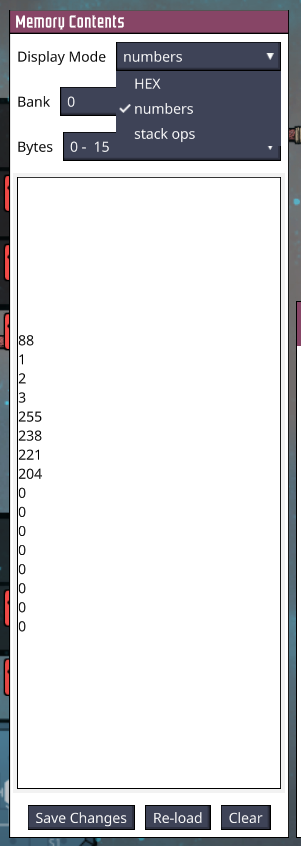 Memory Contents
Display Mode numbers
HEX
Bank 0
numbers
stack ops
Bytes 0 - 15
88
1
2
3
255
238
221
204
0
0
0
0
0
0
0
0
Save Changes Re-load Clear